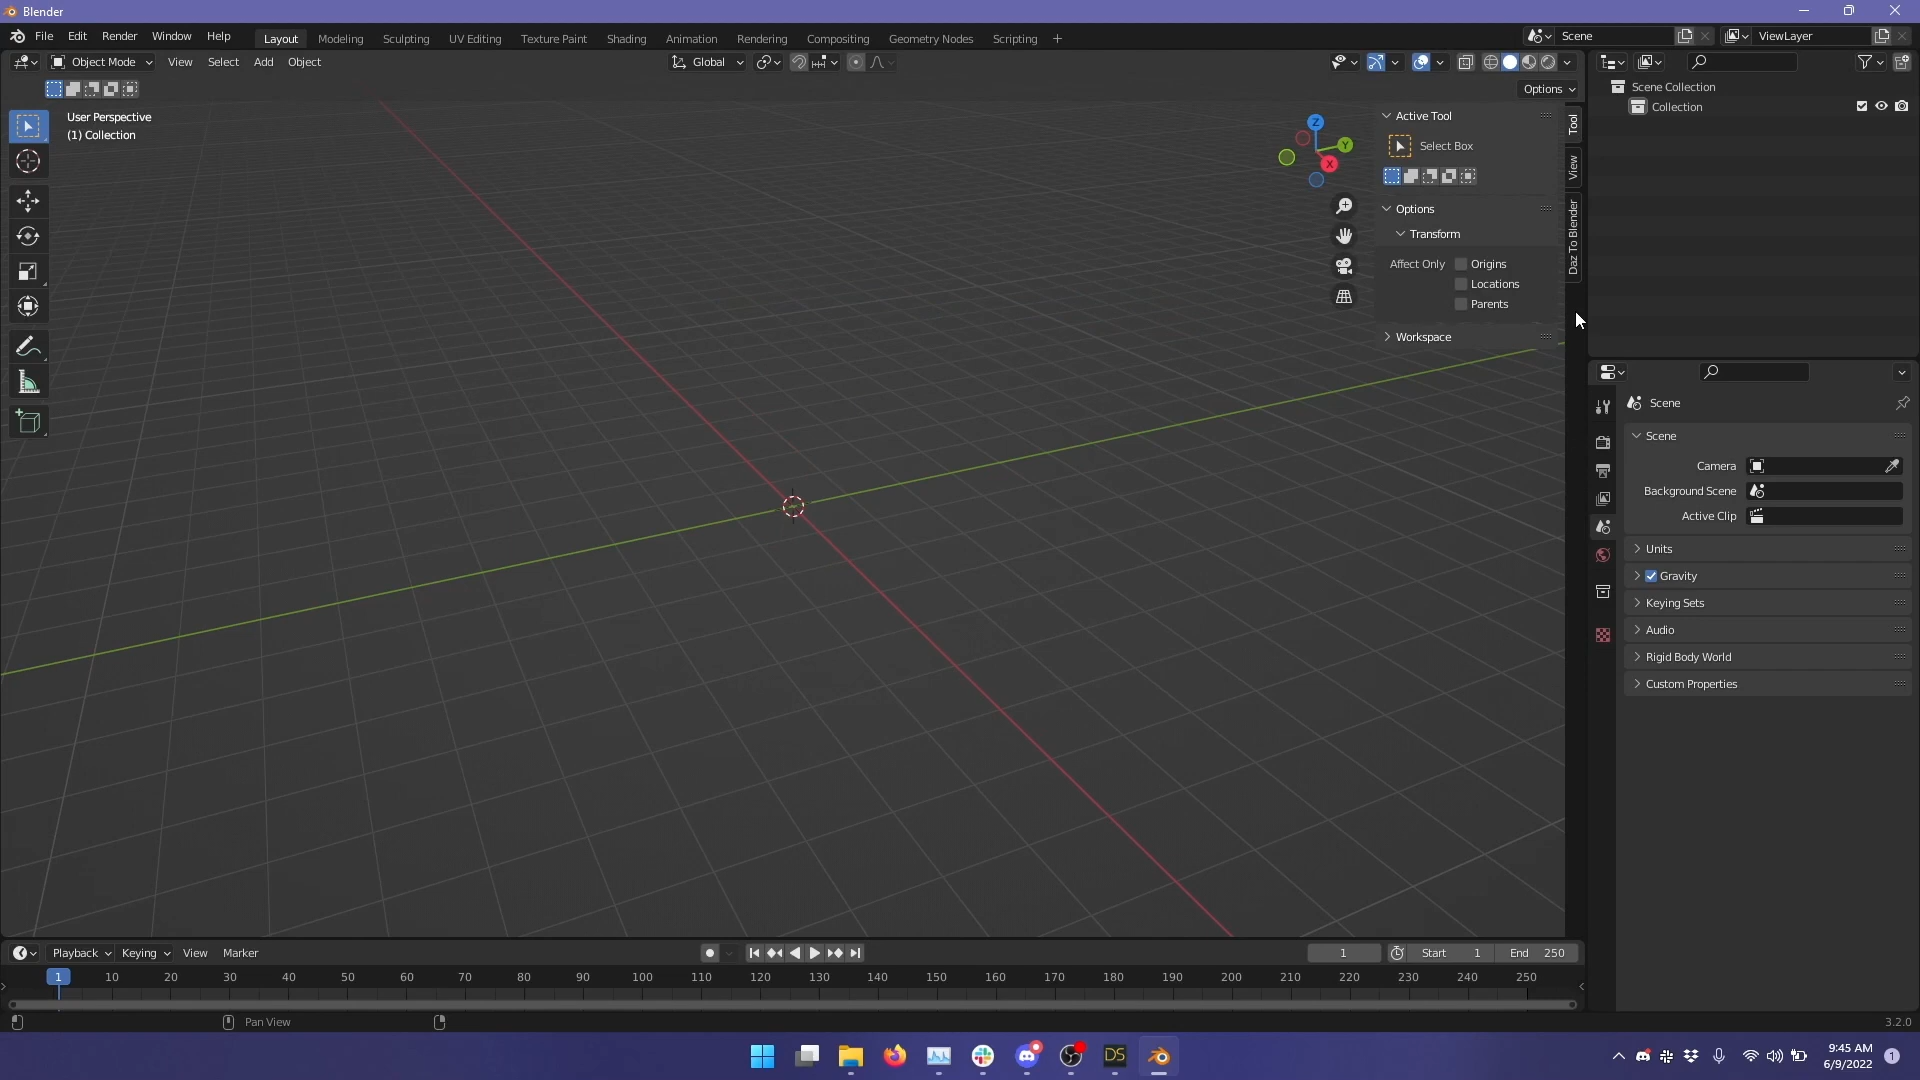 Blender
File Edit Render Window Help
Layout Modeling Sculpting UV Editing Texture Paint Shading Animation Rendering Compositing Geometry Nodes Scripting +
Scene
ViewLayer
Object Mode View Select Add Object
Global
Options
User Perspective
(1) Collection
Z
Y
X
Active Tool
Select Box
Options
Transform
Affect Only Origins
Locations
Parents
Workspace
Tool
View
Daz To Blender
Scene Collection
Collection
Scene
Scene
Camera
Background Scene
Active Clip
Units
Gravity
Keying Sets
Audio
Rigid Body World
Custom Properties
Playback Keying View Marker
1
Start 1
End 250
1 10 20 30 40 50 60 70 80 90 100 110 120 130 140 150 160 170 180 190 200 210 220 230 240 250
Pan View
3.2.0
DS
9:45 AM
6/9/2022
1